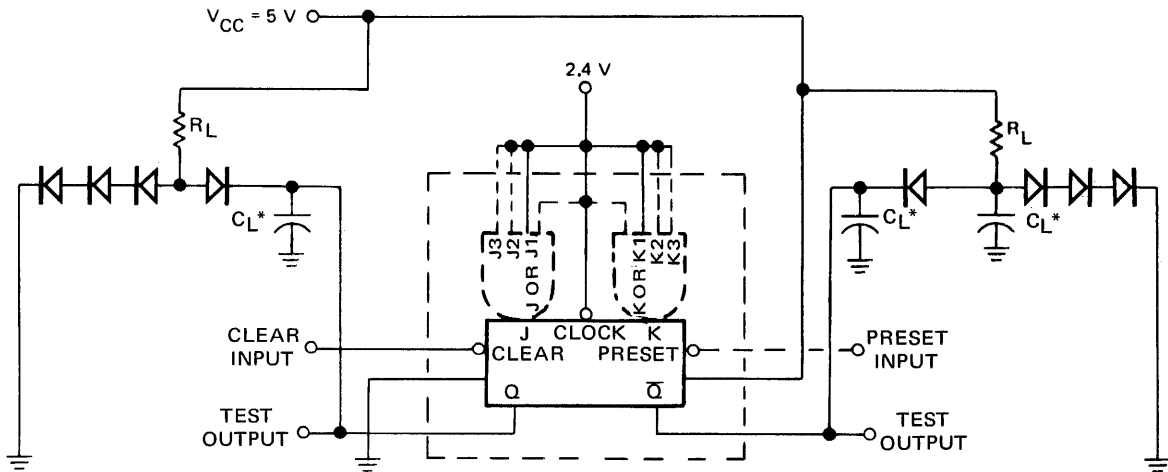 V_CC = 5 V
2.4 V
R_L
R_L
C_L*
C_L*
C_L*
J3
J2
J OR J1
K OR K1
K2
K3
J
CLOCK
K
CLEAR INPUT
CLEAR
PRESET
PRESET INPUT
Q
Q̅
TEST OUTPUT
TEST OUTPUT